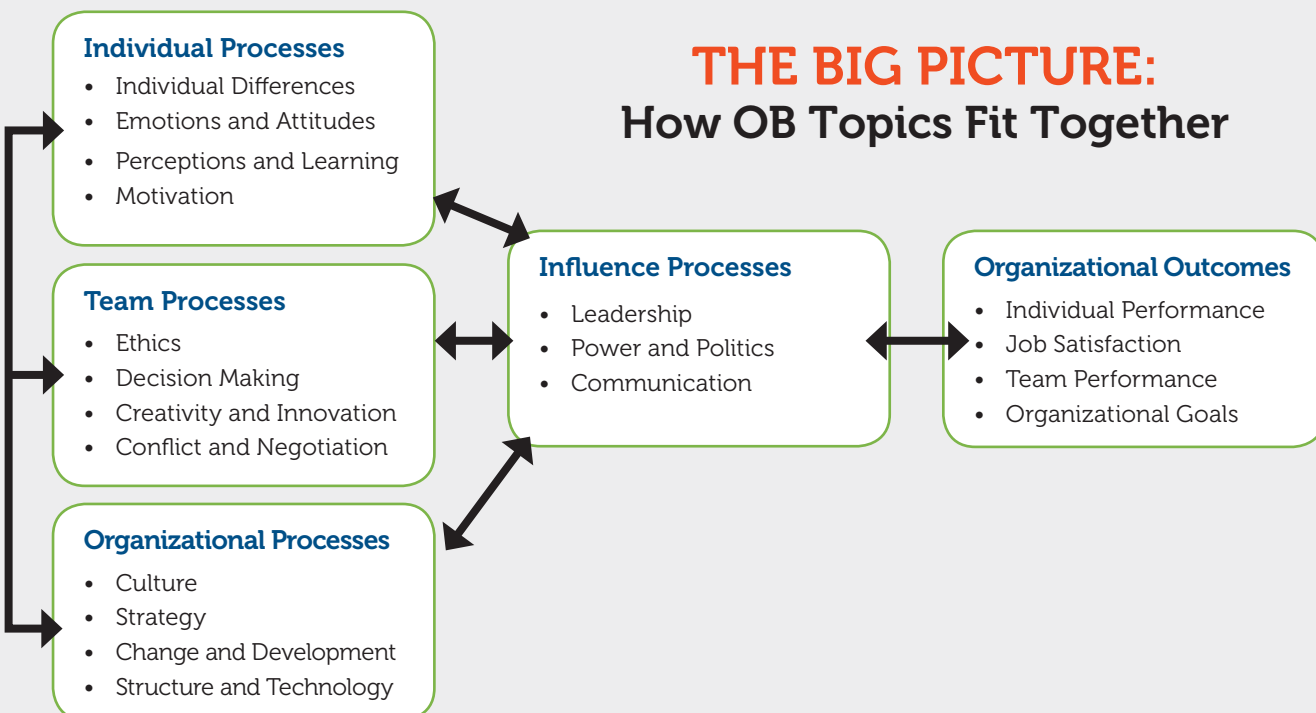 THE BIG PICTURE:
How OB Topics Fit Together
Individual Processes
• Individual Differences
• Emotions and Attitudes
• Perceptions and Learning
• Motivation
Team Processes
• Ethics
• Decision Making
• Creativity and Innovation
• Conflict and Negotiation
Organizational Processes
• Culture
• Strategy
• Change and Development
• Structure and Technology
Influence Processes
• Leadership
• Power and Politics
• Communication
Organizational Outcomes
• Individual Performance
• Job Satisfaction
• Team Performance
• Organizational Goals